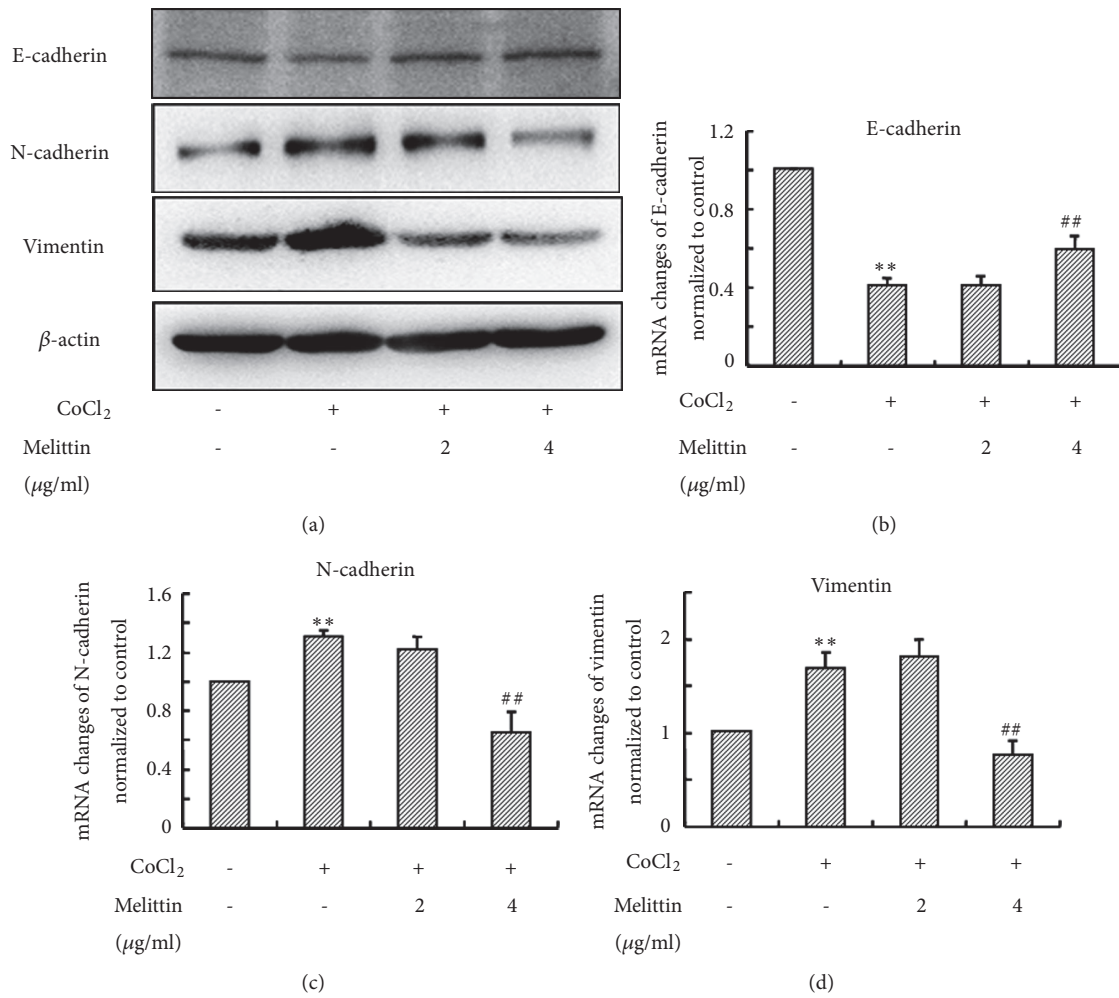 E-cadherin
N-cadherin
Vimentin
β-actin
CoCl₂ - + + +
Melittin - - 2 4
(μg/ml)
(a)
E-cadherin
mRNA changes of E-cadherin
normalized to control
1.2
0.8
0.4
0
**
##
CoCl₂ - + + +
Melittin - - 2 4
(μg/ml)
(b)
N-cadherin
mRNA changes of N-cadherin
normalized to control
1.6
1.2
0.8
0.4
0
**
##
CoCl₂ - + + +
Melittin - - 2 4
(μg/ml)
(c)
Vimentin
mRNA changes of vimentin
normalized to control
2
1
0
**
##
CoCl₂ - + + +
Melittin - - 2 4
(μg/ml)
(d)